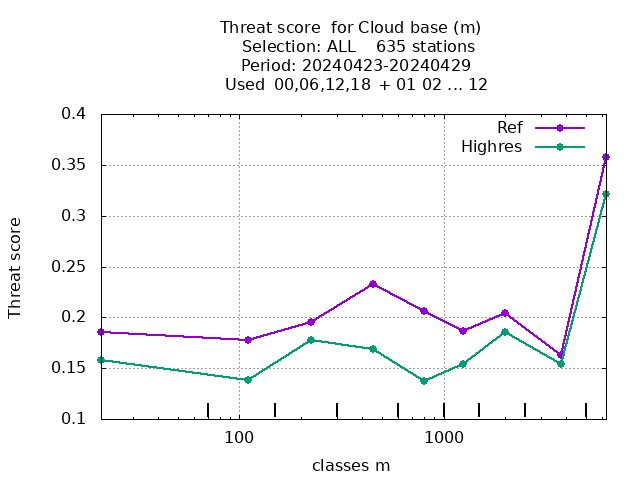 Threat score  for Cloud base (m)
Selection: ALL    635 stations
Period: 20240423-20240429
Used  00,06,12,18 + 01 02 ... 12
Ref
Highres
0.4
0.35
0.3
0.25
0.2
0.15
0.1
Threat score
100
1000
classes m